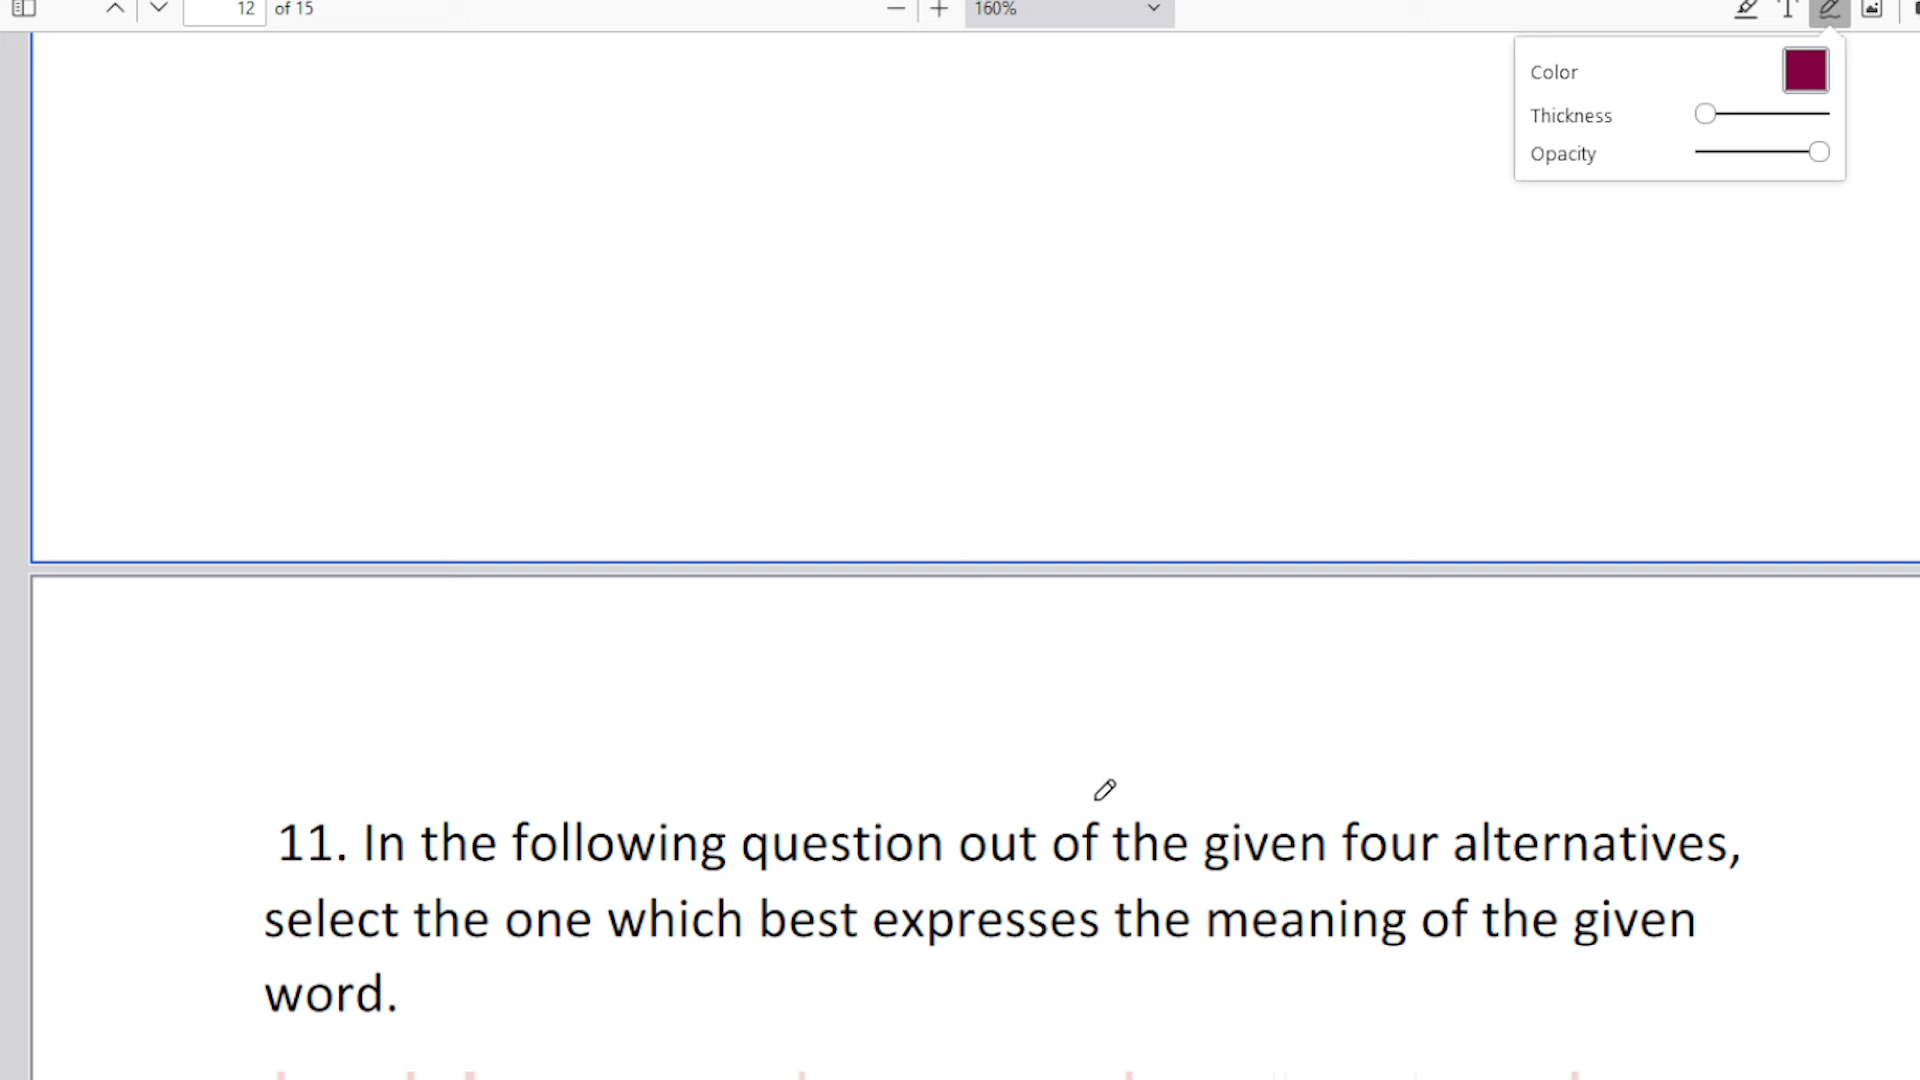 12 of 15
160%
Color
Thickness
Opacity
11. In the following question out of the given four alternatives,
select the one which best expresses the meaning of the given
word.